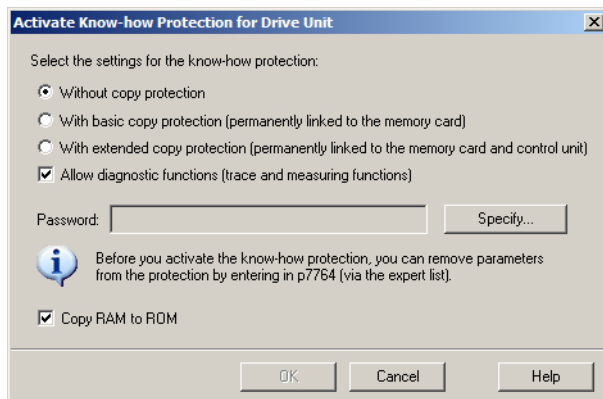 Activate Know-how Protection for Drive Unit
Select the settings for the know-how protection:
Without copy protection
With basic copy protection (permanently linked to the memory card)
With extended copy protection (permanently linked to the memory card and control unit)
Allow diagnostic functions (trace and measuring functions)
Password:
Specify...
Before you activate the know-how protection, you can remove parameters
from the protection by entering in p7764 (via the expert list).
Copy RAM to ROM
OK
Cancel
Help